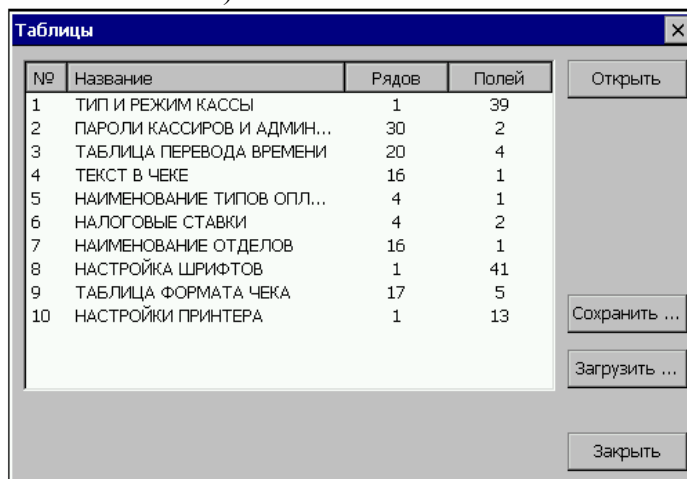 Таблицы
№ Название Рядов Полей Открыть
1 ТИП И РЕЖИМ КАССЫ 1 39
2 ПАРОЛИ КАССИРОВ И АДМИН... 30 2
3 ТАБЛИЦА ПЕРЕВОДА ВРЕМЕНИ 20 4
4 ТЕКСТ В ЧЕКЕ 16 1
5 НАИМЕНОВАНИЕ ТИПОВ ОПЛ... 4 1
6 НАЛОГОВЫЕ СТАВКИ 4 2
7 НАИМЕНОВАНИЕ ОТДЕЛОВ 16 1
8 НАСТРОЙКА ШРИФТОВ 1 41
9 ТАБЛИЦА ФОРМАТА ЧЕКА 17 5
10 НАСТРОЙКИ ПРИНТЕРА 1 13
Сохранить ...
Загрузить ...
Закрыть